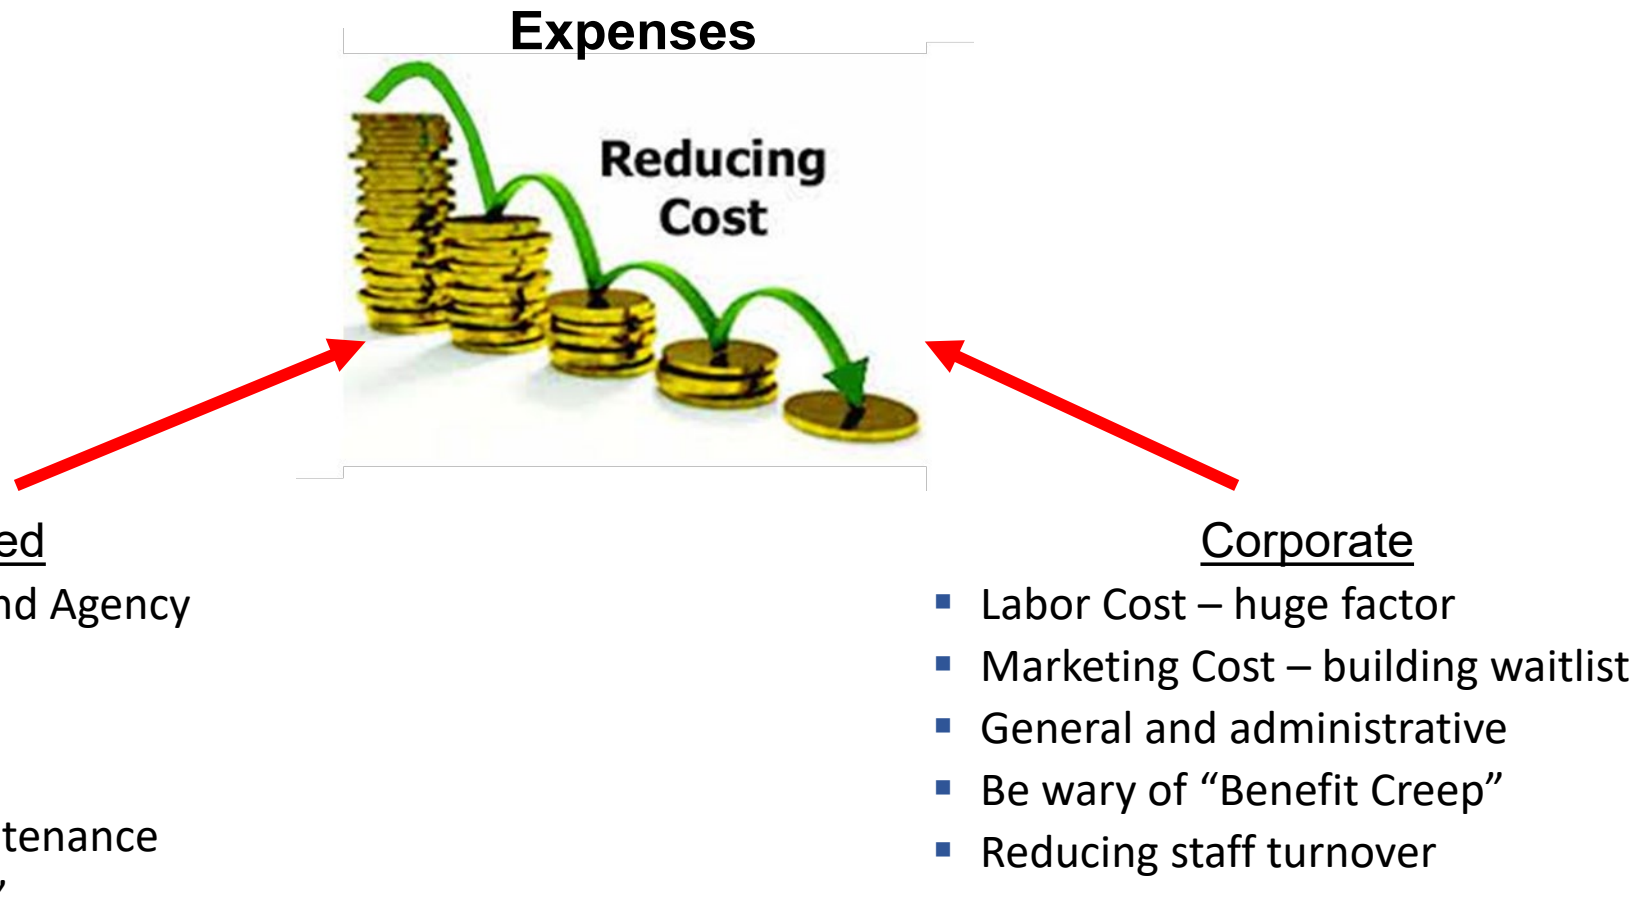 Expenses
Reducing
Cost
ed
nd Agency
tenance
”
Corporate
▪ Labor Cost – huge factor
▪ Marketing Cost – building waitlist
▪ General and administrative
▪ Be wary of “Benefit Creep”
▪ Reducing staff turnover